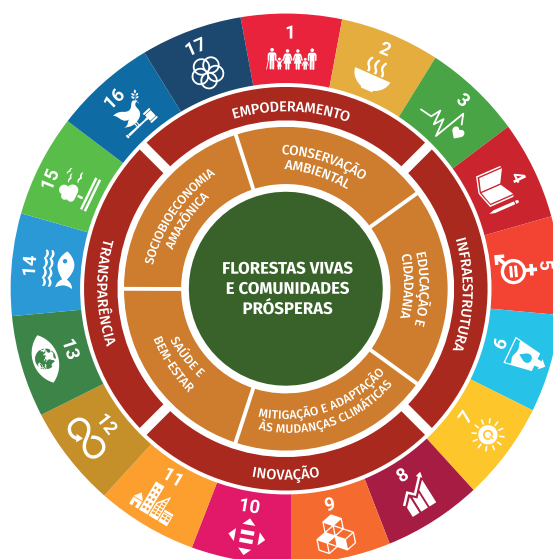 1
2
3
4
5
6
7
8
9
10
11
12
13
14
15
16
17
EMPODERAMENTO
INFRAESTRUTURA
INOVAÇÃO
TRANSPARÊNCIA
CONSERVAÇÃO
AMBIENTAL
EDUCAÇÃO E
CIDADANIA
MITIGAÇÃO E ADAPTAÇÃO
ÀS MUDANÇAS CLIMÁTICAS
SAÚDE E
BEM-ESTAR
SOCIOBIOECONOMIA
AMAZÔNICA
FLORESTAS VIVAS
E COMUNIDADES
PRÓSPERAS